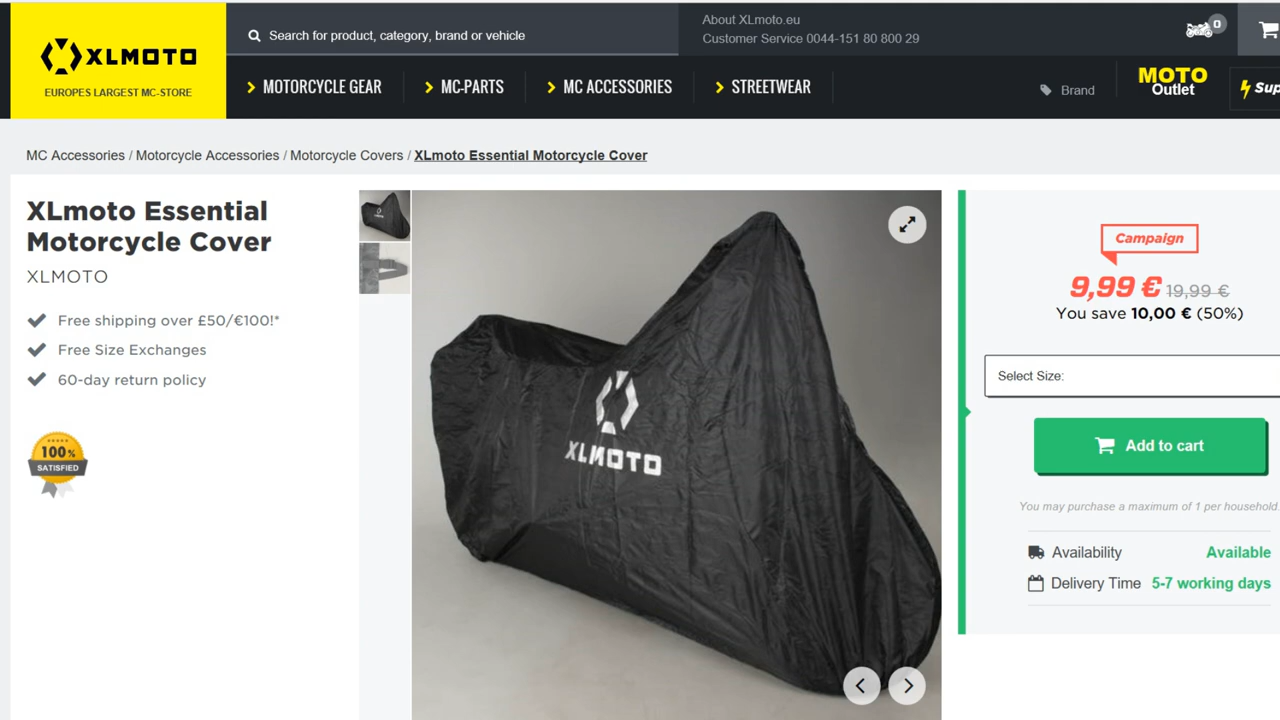 XLMOTO
EUROPES LARGEST MC-STORE
Search for product, category, brand or vehicle
About XLmoto.eu
Customer Service 0044-151 80 800 29
0
MOTORCYCLE GEAR
MC-PARTS
MC ACCESSORIES
STREETWEAR
Brand
MOTO
Outlet
Sup
MC Accessories / Motorcycle Accessories / Motorcycle Covers / XLmoto Essential Motorcycle Cover
XLmoto Essential
Motorcycle Cover
XLMOTO
Free shipping over £50/€100!*
Free Size Exchanges
60-day return policy
100%
SATISFIED
XLMOTO
Campaign
9,99 € 19,99 €
You save 10,00 € (50%)
Select Size:
Add to cart
You may purchase a maximum of 1 per household.
Availability Available
Delivery Time 5-7 working days